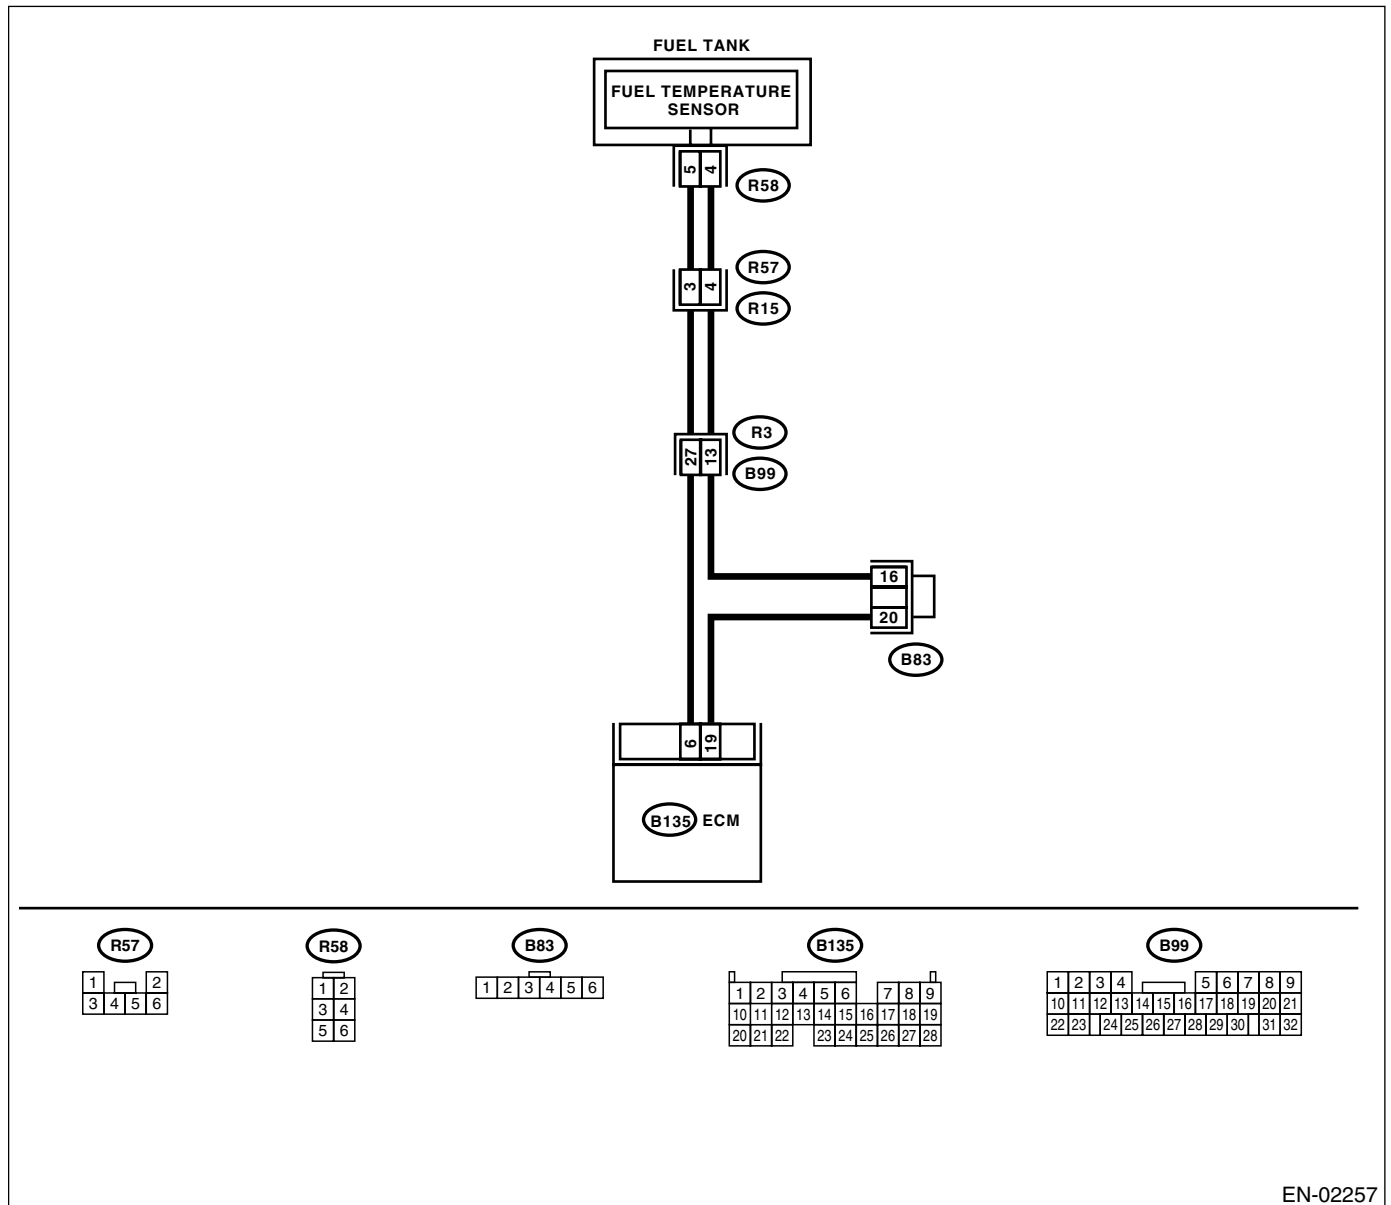 FUEL TANK
FUEL TEMPERATURE
SENSOR
5 4
R58
R57
3 4
R15
R3
27 13
B99
16
20
B83
6 19
B135 ECM
R57
1 2
3 4 5 6
R58
1 2
3 4
5 6
B83
1 2 3 4 5 6
B135
1 2 3 4 5 6 7 8 9
10 11 12 13 14 15 16 17 18 19
20 21 22 23 24 25 26 27 28
B99
1 2 3 4 5 6 7 8 9
10 11 12 13 14 15 16 17 18 19 20 21
22 23 24 25 26 27 28 29 30 31 32
EN-02257